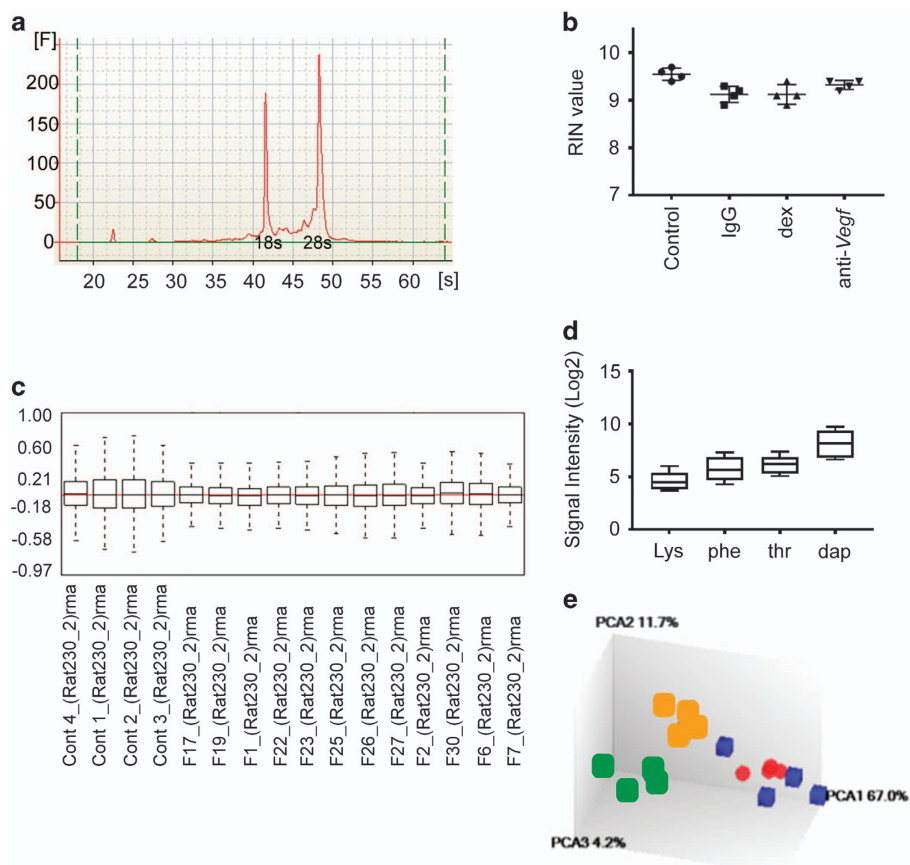 a
[F]
200
150
100
50
0
18s 28s
20 25 30 35 40 45 50 55 60 [s]
b
RIN value
10
9
8
7
Control
IgG
dex
anti-Vegf
c
1.00
0.60
0.21
-0.18
-0.58
-0.97
Cont 4_(Rat230_2)rma
Cont 1_(Rat230_2)rma
Cont 2_(Rat230_2)rma
Cont 3_(Rat230_2)rma
F17_(Rat230_2)rma
F19_(Rat230_2)rma
F1_(Rat230_2)rma
F22_(Rat230_2)rma
F23_(Rat230_2)rma
F25_(Rat230_2)rma
F26_(Rat230_2)rma
F27_(Rat230_2)rma
F2_(Rat230_2)rma
F30_(Rat230_2)rma
F6_(Rat230_2)rma
F7_(Rat230_2)rma
d
Signal Intensity (Log2)
15
10
5
0
Lys phe thr dap
e
PCA2 11.7%
PCA1 67.0%
PCA3 4.2%